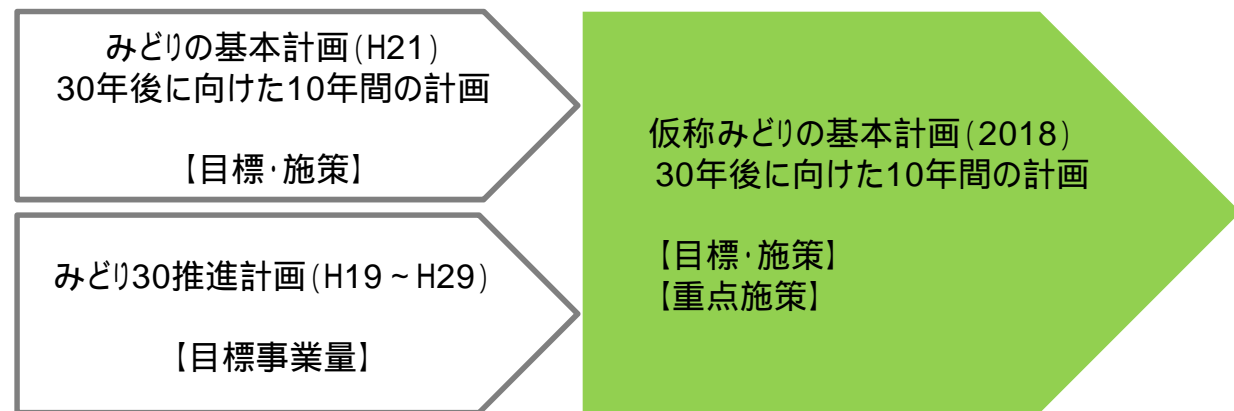 みどりの基本計画(H21)
30年後に向けた10年間の計画
【目標・施策】
みどり30推進計画(H19~H29)
【目標事業量】
仮称みどりの基本計画(2018)
30年後に向けた10年間の計画
【目標・施策】
【重点施策】